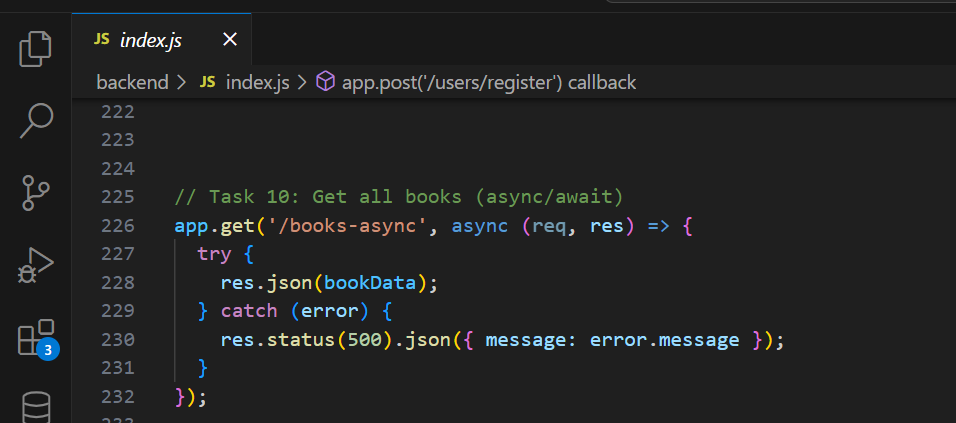 JS index.js
backend > JS index.js > app.post('/users/register') callback
222
223
224
225 // Task 10: Get all books (async/await)
226 app.get('/books-async', async (req, res) => {
227   try {
228     res.json(bookData);
229   } catch (error) {
230     res.status(500).json({ message: error.message });
231   }
232 });
3